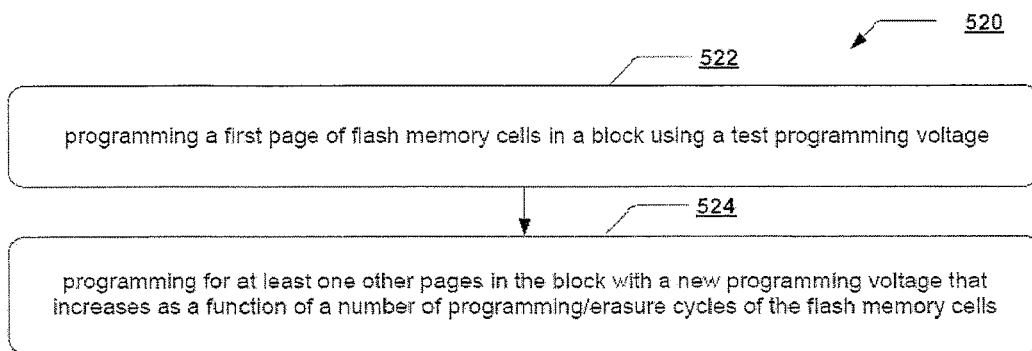 520
522
programming a first page of flash memory cells in a block using a test programming voltage
524
programming for at least one other pages in the block with a new programming voltage that
increases as a function of a number of programming/erasure cycles of the flash memory cells